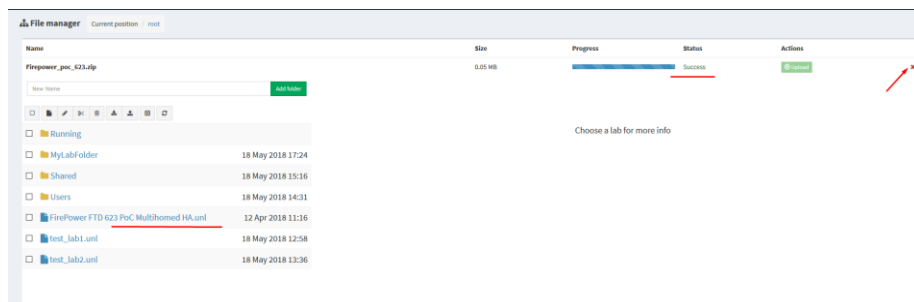 File manager Current position / root
Name Size Progress Status Actions
Firepower_poc_623.zip 0.05 MB Success Upload
New Name Add folder
Running
Choose a lab for more info
MyLabFolder 18 May 2018 17:24
Shared 18 May 2018 15:16
Users 18 May 2018 14:31
FirePower FTD 623 PoC Multihomed HA.unl 12 Apr 2018 11:16
test_lab1.unl 18 May 2018 12:58
test_lab2.unl 18 May 2018 13:36